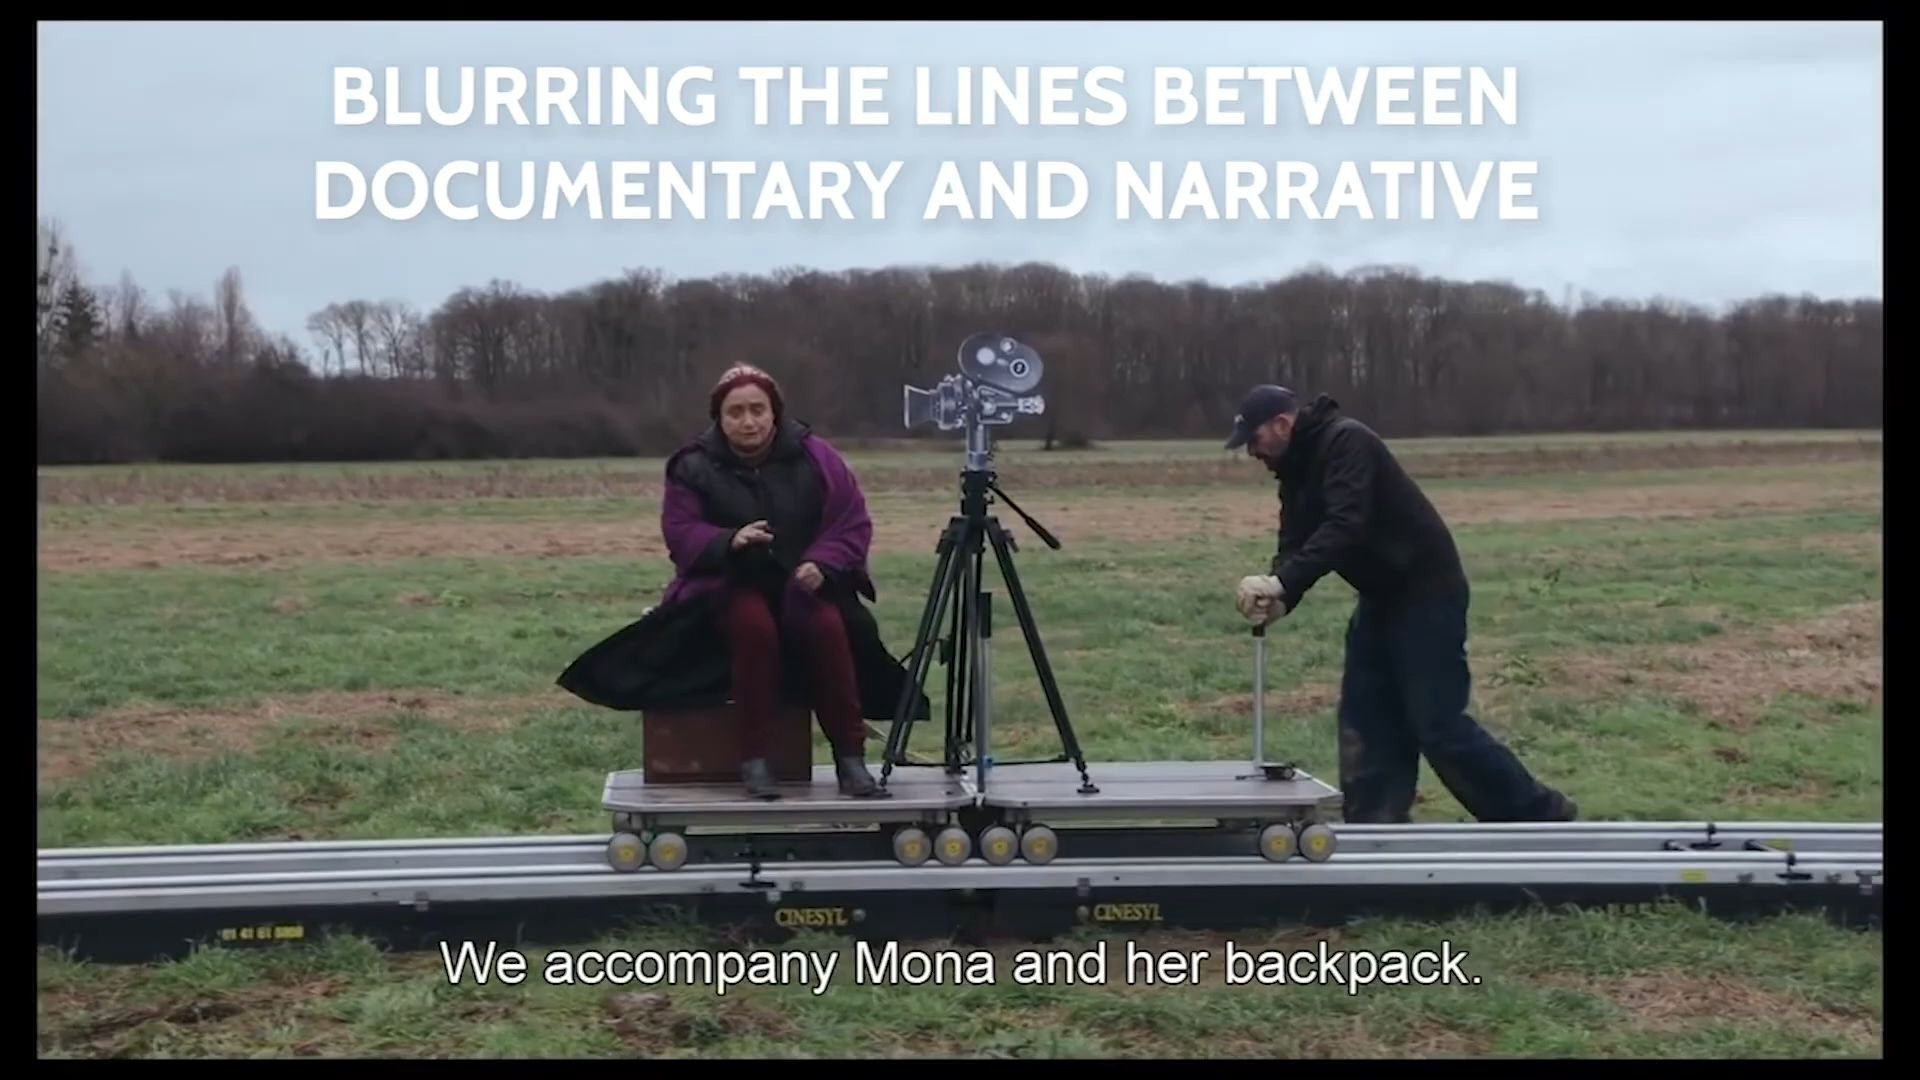 BLURRING THE LINES BETWEEN
DOCUMENTARY AND NARRATIVE
CINESYL
CINESYL
We accompany Mona and her backpack.